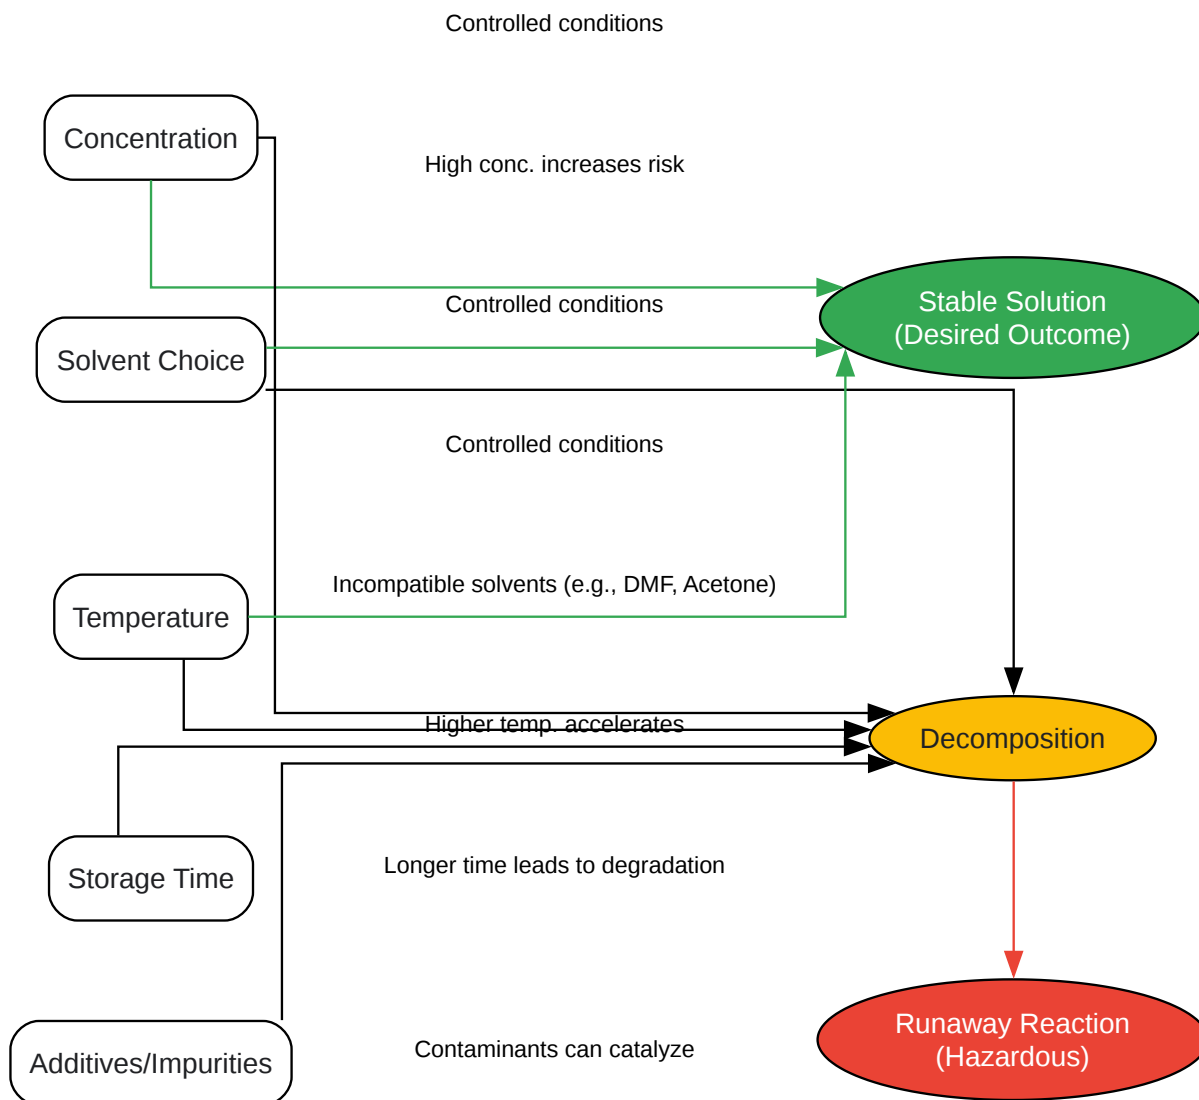 Controlled conditions
Concentration
High conc. increases risk
Stable Solution
(Desired Outcome)
Controlled conditions
Solvent Choice
Controlled conditions
Incompatible solvents (e.g., DMF, Acetone)
Temperature
Higher temp. accelerates
Decomposition
Longer time leads to degradation
Storage Time
Runaway Reaction
(Hazardous)
Contaminants can catalyze
Additives/Impurities